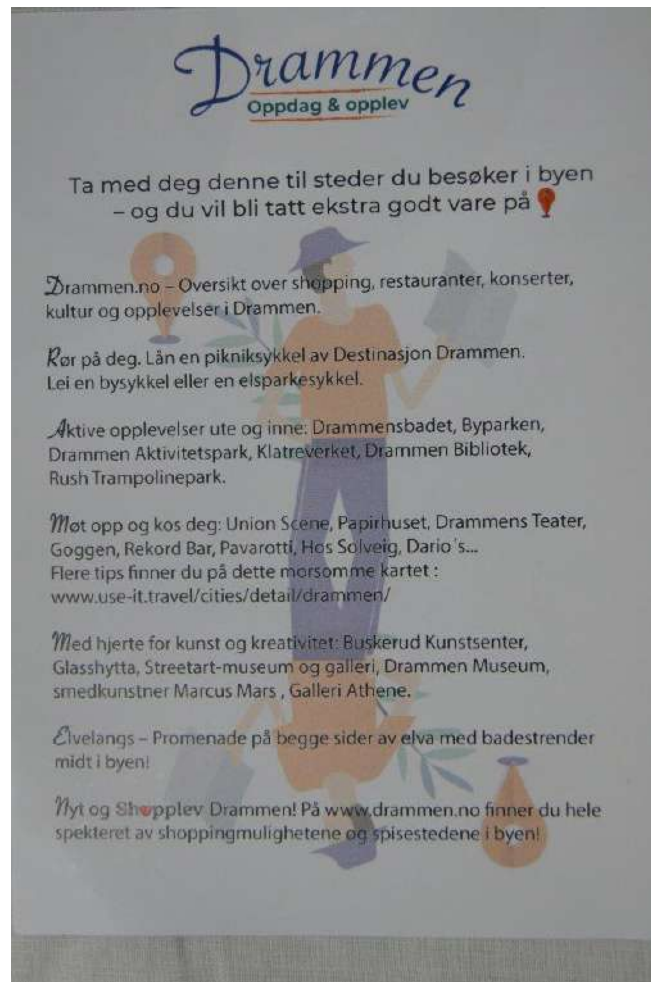 Drammen
Oppdag & opplev
Ta med deg denne til steder du besøker i byen
– og du vil bli tatt ekstra godt vare på
Drammen.no – Oversikt over shopping, restauranter, konserter,
kultur og opplevelser i Drammen.
Rør på deg. Lån en pikniksykkel av Destinasjon Drammen.
Lei en bysykkel eller en elsparkesykkel.
Aktive opplevelser ute og inne: Drammensbadet, Byparken,
Drammen Aktivitetspark, Klatreverket, Drammen Bibliotek,
Rush Trampolinepark.
Møt opp og kos deg: Union Scene, Papirhuset, Drammens Teater,
Goggen, Rekord Bar, Pavarotti, Hos Solveig, Dario´s...
Flere tips finner du på dette morsomme kartet :
www.use-it.travel/cities/detail/drammen/
Med hjerte for kunst og kreativitet: Buskerud Kunstsenter,
Glasshytta, Streetart-museum og galleri, Drammen Museum,
smedkunstner Marcus Mars , Galleri Athene.
Elvelangs – Promenade på begge sider av elva med badestrender
midt i byen!
Nyt og Shopplev Drammen! På www.drammen.no finner du hele
spekteret av shoppingmulighetene og spisestedene i byen!